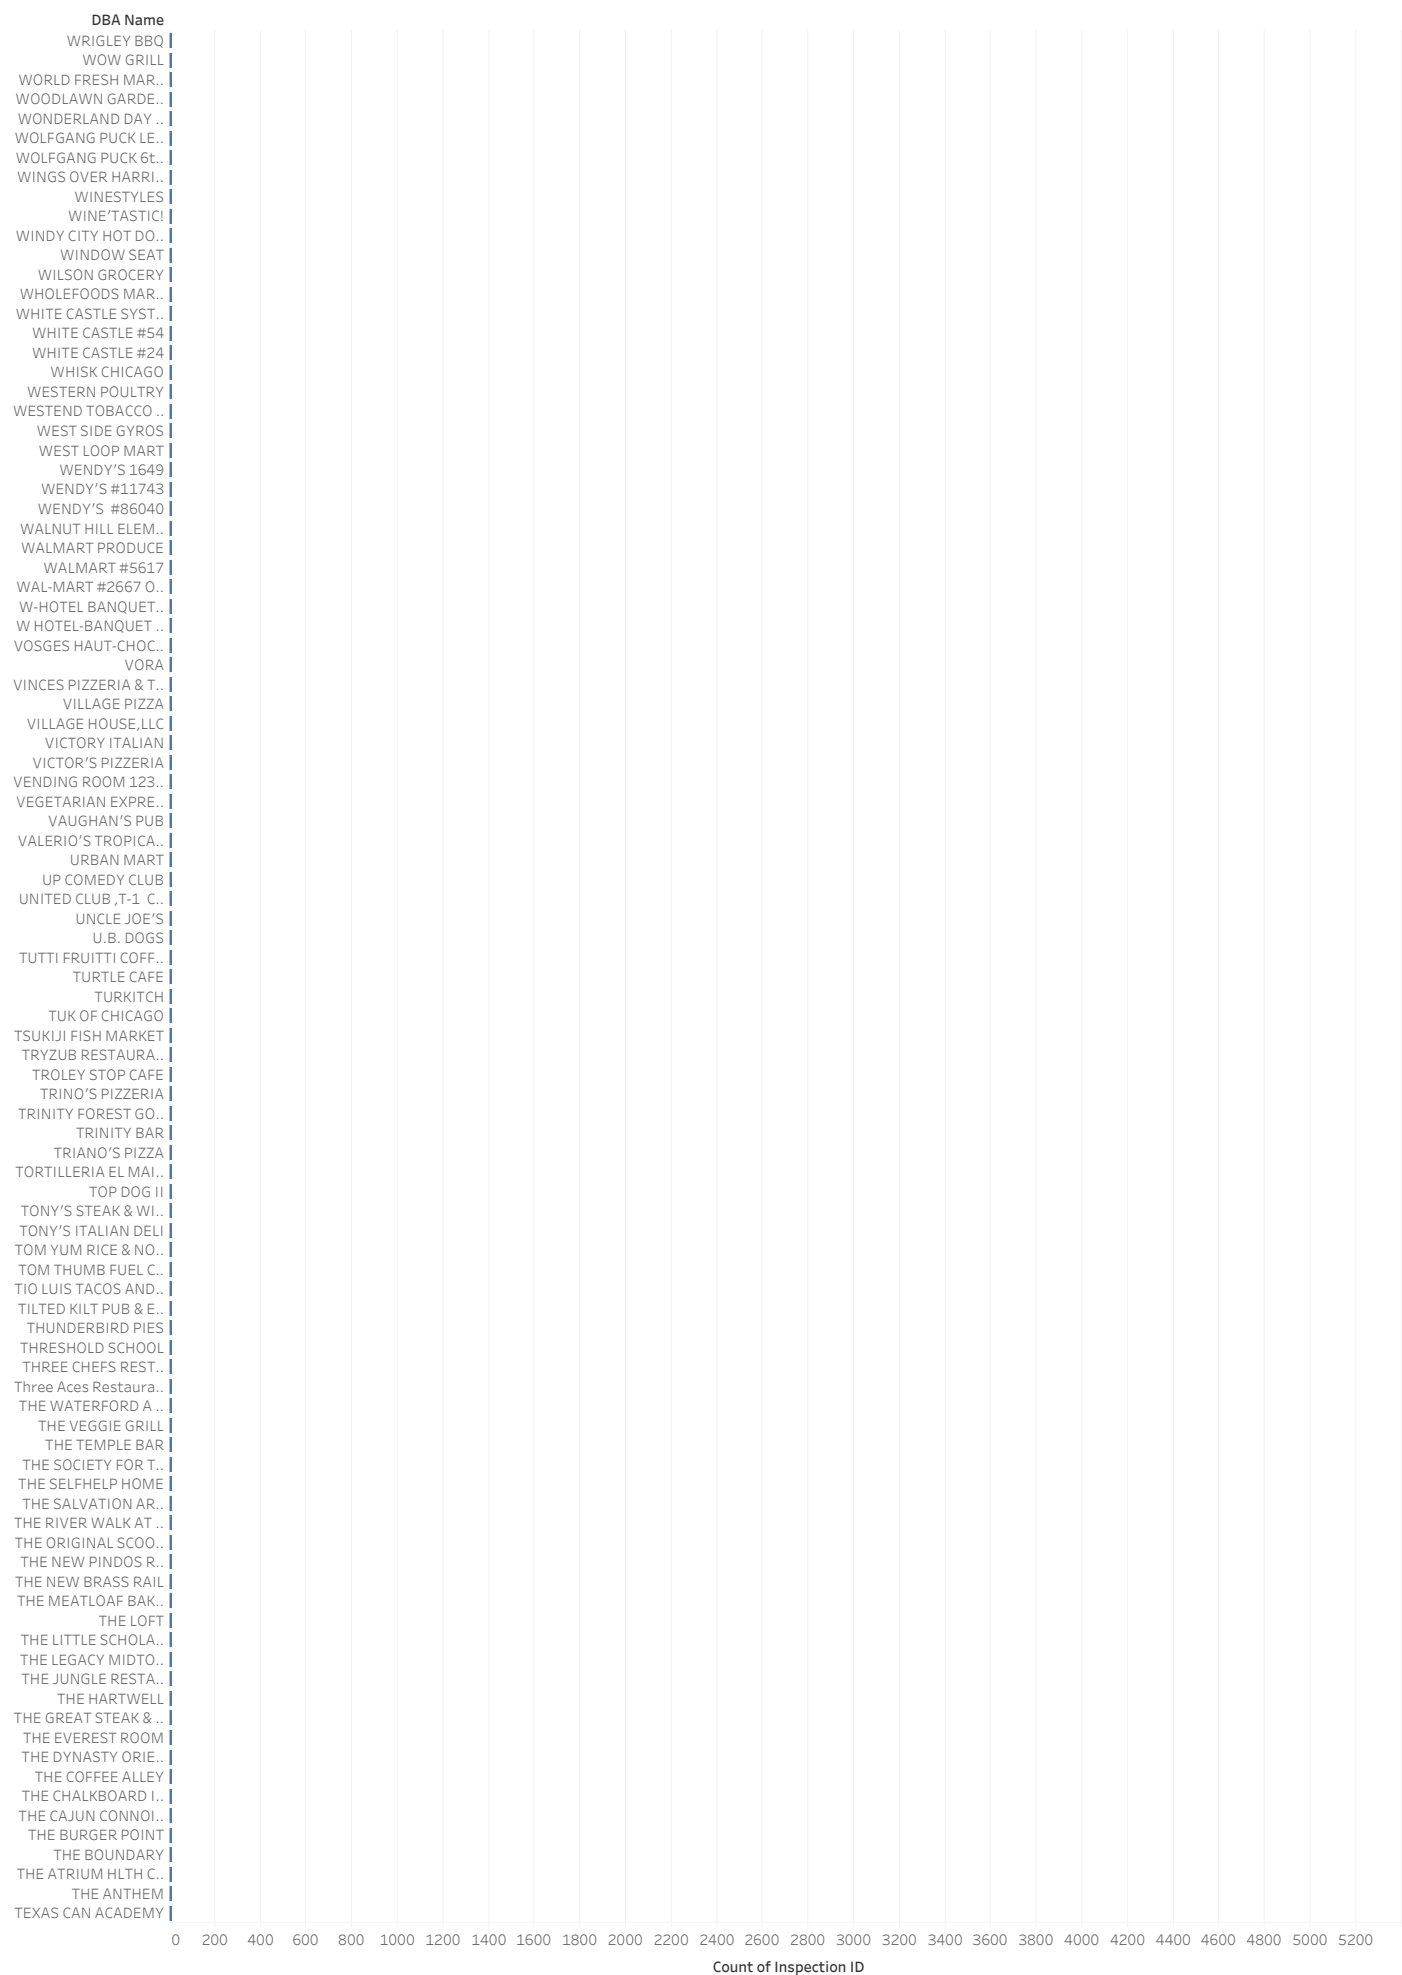 DBA Name
WRIGLEY BBQ
WOW GRILL
WORLD FRESH MAR..
WOODLAWN GARDE..
WONDERLAND DAY ..
WOLFGANG PUCK LE..
WOLFGANG PUCK 6t..
WINGS OVER HARRI..
WINESTYLES
WINE'TASTIC!
WINDY CITY HOT DO..
WINDOW SEAT
WILSON GROCERY
WHOLEFOODS MAR..
WHITE CASTLE SYST..
WHITE CASTLE #54
WHITE CASTLE #24
WHISK CHICAGO
WESTERN POULTRY
WESTEND TOBACCO ..
WEST SIDE GYROS
WEST LOOP MART
WENDY'S 1649
WENDY'S #11743
WENDY'S  #86040
WALNUT HILL ELEM..
WALMART PRODUCE
WALMART #5617
WAL-MART #2667 O..
W-HOTEL BANQUET..
W HOTEL-BANQUET ..
VOSGES HAUT-CHOC..
VORA
VINCES PIZZERIA & T..
VILLAGE PIZZA
VILLAGE HOUSE,LLC
VICTORY ITALIAN
VICTOR'S PIZZERIA
VENDING ROOM 123..
VEGETARIAN EXPRE..
VAUGHAN'S PUB
VALERIO'S TROPICA..
URBAN MART
UP COMEDY CLUB
UNITED CLUB ,T-1  C..
UNCLE JOE'S
U.B. DOGS
TUTTI FRUITTI COFF..
TURTLE CAFE
TURKITCH
TUK OF CHICAGO
TSUKIJI FISH MARKET
TRYZUB RESTAURA..
TROLEY STOP CAFE
TRINO'S PIZZERIA
TRINITY FOREST GO..
TRINITY BAR
TRIANO'S PIZZA
TORTILLERIA EL MAI..
TOP DOG II
TONY'S STEAK & WI..
TONY'S ITALIAN DELI
TOM YUM RICE & NO..
TOM THUMB FUEL C..
TIO LUIS TACOS AND..
TILTED KILT PUB & E..
THUNDERBIRD PIES
THRESHOLD SCHOOL
THREE CHEFS REST..
Three Aces Restaura..
THE WATERFORD A ..
THE VEGGIE GRILL
THE TEMPLE BAR
THE SOCIETY FOR T..
THE SELFHELP HOME
THE SALVATION AR..
THE RIVER WALK AT ..
THE ORIGINAL SCOO..
THE NEW PINDOS R..
THE NEW BRASS RAIL
THE MEATLOAF BAK..
THE LOFT
THE LITTLE SCHOLA..
THE LEGACY MIDTO..
THE JUNGLE RESTA..
THE HARTWELL
THE GREAT STEAK & ..
THE EVEREST ROOM
THE DYNASTY ORIE..
THE COFFEE ALLEY
THE CHALKBOARD I..
THE CAJUN CONNOI..
THE BURGER POINT
THE BOUNDARY
THE ATRIUM HLTH C..
THE ANTHEM
TEXAS CAN ACADEMY
0 200 400 600 800 1000 1200 1400 1600 1800 2000 2200 2400 2600 2800 3000 3200 3400 3600 3800 4000 4200 4400 4600 4800 5000 5200
Count of Inspection ID